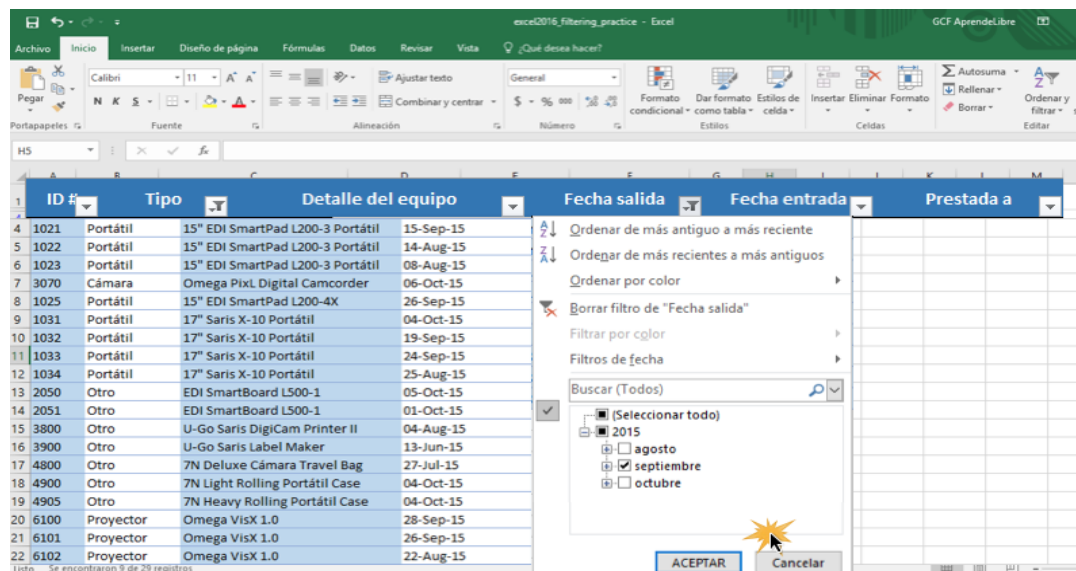 excel2016_filtering_practice - Excel
GCF AprendeLibre
Archivo Inicio Insertar Diseño de página Fórmulas Datos Revisar Vista ¿Qué desea hacer?
Pegar
Calibri 11
N K S
Ajustar texto
Combinar y centrar
General
$ % 000
Formato condicional
Dar formato como tabla
Estilos de celda
Insertar Eliminar Formato
Autosuma
Rellenar
Borrar
Ordenar y filtrar
Portapapeles Fuente Alineación Número Estilos Celdas Editar
H5 fx
A B C D E F G H I J K L M
1 ID # Tipo Detalle del equipo Fecha salida Fecha entrada Prestada a
4 1021 Portátil 15" EDI SmartPad L200-3 Portátil 15-Sep-15
5 1022 Portátil 15" EDI SmartPad L200-3 Portátil 14-Aug-15
6 1023 Portátil 15" EDI SmartPad L200-3 Portátil 08-Aug-15
7 3070 Cámara Omega PixL Digital Camcorder 06-Oct-15
8 1025 Portátil 15" EDI SmartPad L200-4X 26-Sep-15
9 1031 Portátil 17" Saris X-10 Portátil 04-Oct-15
10 1032 Portátil 17" Saris X-10 Portátil 19-Sep-15
11 1033 Portátil 17" Saris X-10 Portátil 24-Sep-15
12 1034 Portátil 17" Saris X-10 Portátil 25-Aug-15
13 2050 Otro EDI SmartBoard L500-1 05-Oct-15
14 2051 Otro EDI SmartBoard L500-1 01-Oct-15
15 3800 Otro U-Go Saris DigiCam Printer II 04-Aug-15
16 3900 Otro U-Go Saris Label Maker 13-Jun-15
17 4800 Otro 7N Deluxe Cámara Travel Bag 27-Jul-15
18 4900 Otro 7N Light Rolling Portátil Case 04-Oct-15
19 4905 Otro 7N Heavy Rolling Portátil Case 04-Oct-15
20 6100 Proyector Omega VisX 1.0 28-Sep-15
21 6101 Proyector Omega VisX 1.0 26-Sep-15
22 6102 Proyector Omega VisX 1.0 22-Aug-15
Ordenar de más antiguo a más reciente
Ordenar de más recientes a más antiguos
Ordenar por color
Borrar filtro de "Fecha salida"
Filtrar por color
Filtros de fecha
Buscar (Todos)
(Seleccionar todo)
2015
agosto
septiembre
octubre
ACEPTAR Cancelar
Listo Se encontraron 9 de 29 registros